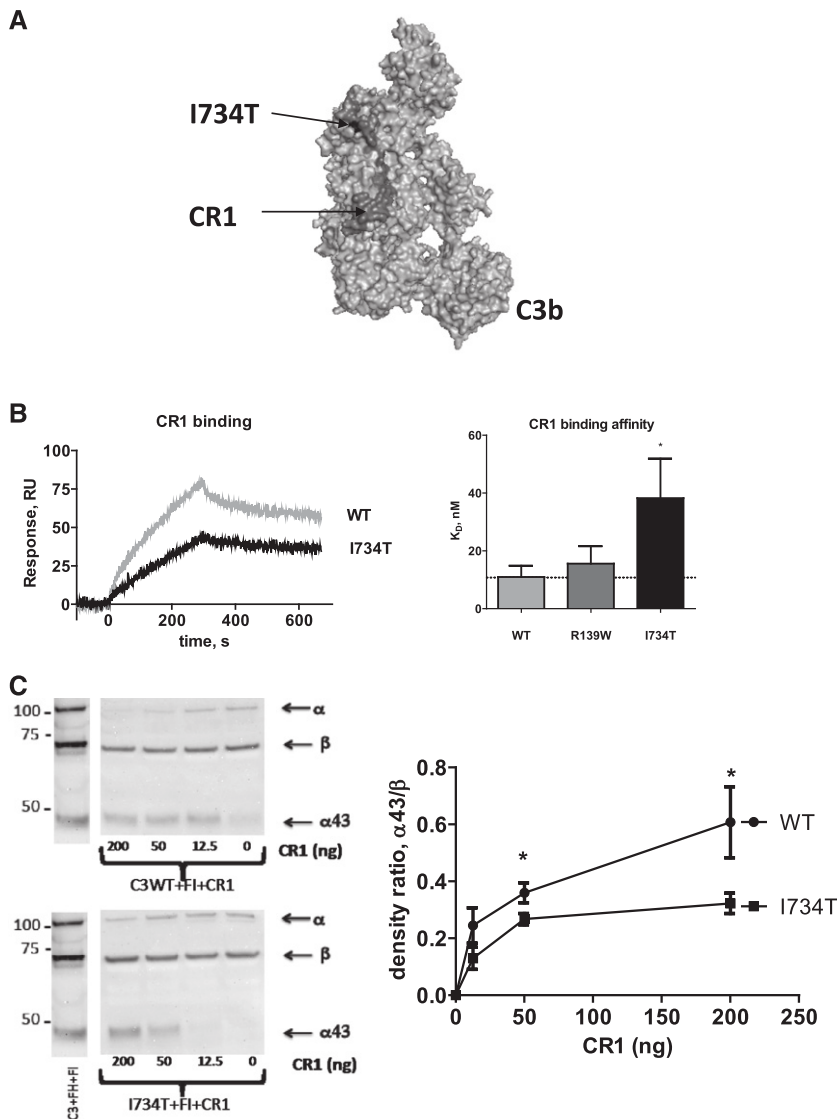 A
I734T
CR1
C3b
B
CR1 binding
Response, RU
100
75
50
25
0
0
200
400
600
time, s
WT
I734T
CR1 binding affinity
K_D, nM
60
40
20
0
*
WT
R139W
I734T
C
100
75
50
α
β
α43
200 50 12.5 0
CR1 (ng)
C3WT+FI+CR1
100
75
50
α
β
α43
200 50 12.5 0
CR1 (ng)
I734T+FI+CR1
C3+FH+FI
density ratio, α43/β
0.8
0.6
0.4
0.2
0.0
*
*
WT
I734T
0 50 100 150 200 250
CR1 (ng)